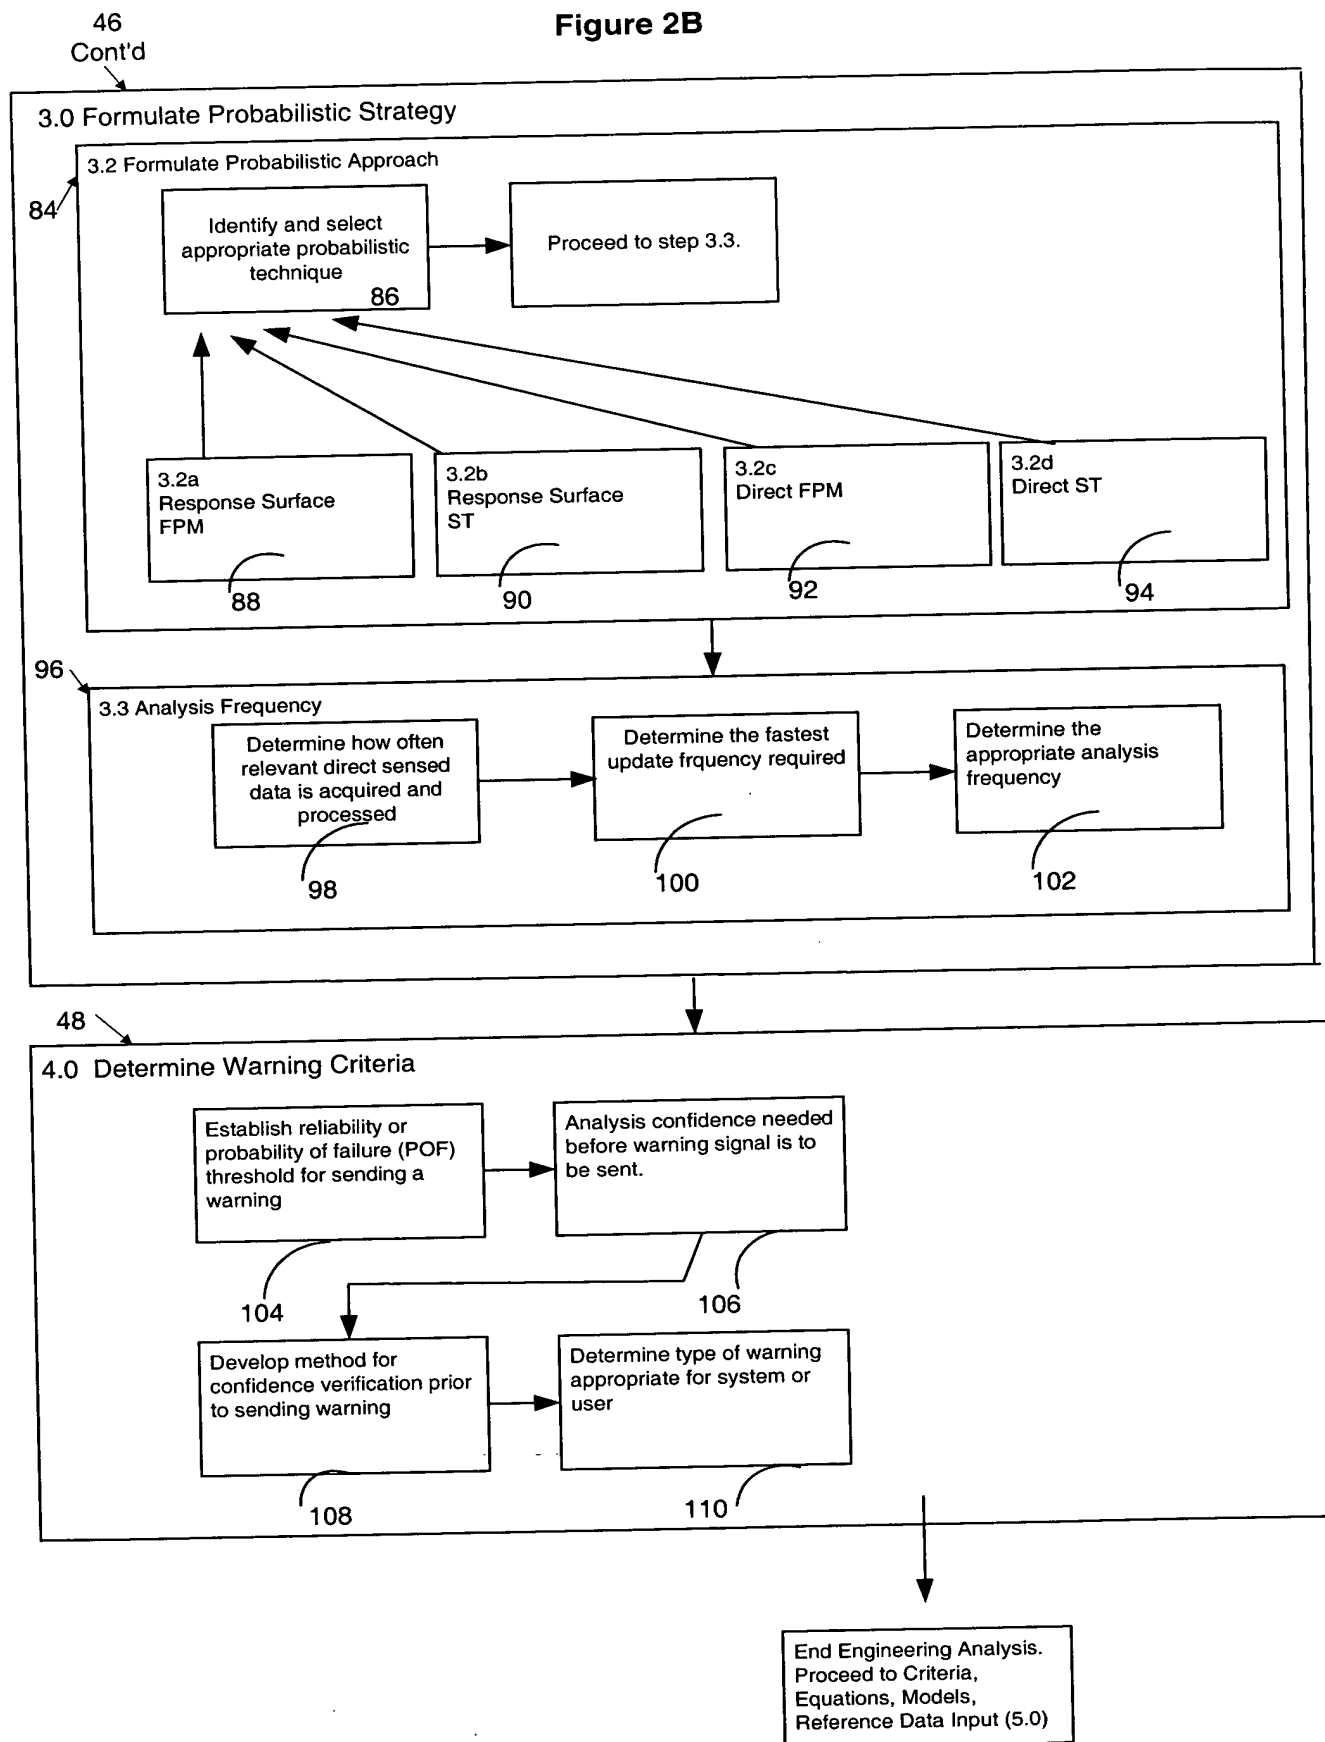 Figure 2B
46
Cont'd
3.0 Formulate Probabilistic Strategy
3.2 Formulate Probabilistic Approach
84
Identify and select
appropriate probabilistic
technique
86
Proceed to step 3.3.
3.2a
Response Surface
FPM
88
3.2b
Response Surface
ST
90
3.2c
Direct FPM
92
3.2d
Direct ST
94
96
3.3 Analysis Frequency
Determine how often
relevant direct sensed
data is acquired and
processed
98
Determine the fastest
update frquency required
100
Determine the
appropriate analysis
frequency
102
48
4.0 Determine Warning Criteria
Establish reliability or
probability of failure (POF)
threshold for sending a
warning
104
Analysis confidence needed
before warning signal is to
be sent.
106
Develop method for
confidence verification prior
to sending warning
108
Determine type of warning
appropriate for system or
user
110
End Engineering Analysis.
Proceed to Criteria,
Equations, Models,
Reference Data Input (5.0)